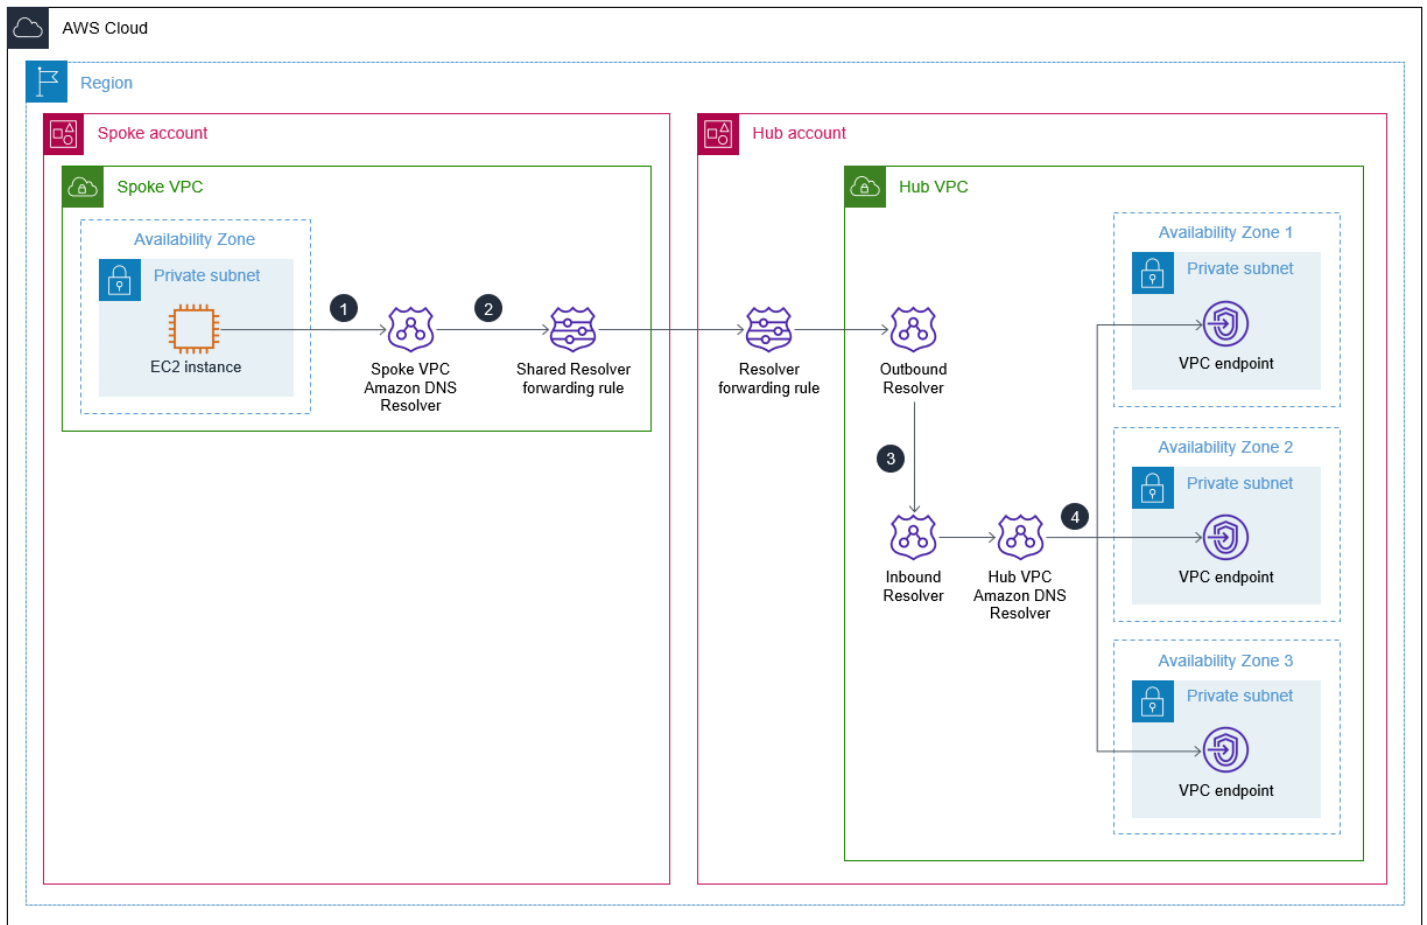 AWS Cloud
Region
Spoke account
Spoke VPC
Availability Zone
Private subnet
EC2 instance
1
Spoke VPC
Amazon DNS
Resolver
2
Shared Resolver
forwarding rule
Hub account
Resolver
forwarding rule
Hub VPC
Outbound
Resolver
3
Inbound
Resolver
Hub VPC
Amazon DNS
Resolver
4
Availability Zone 1
Private subnet
VPC endpoint
Availability Zone 2
Private subnet
VPC endpoint
Availability Zone 3
Private subnet
VPC endpoint